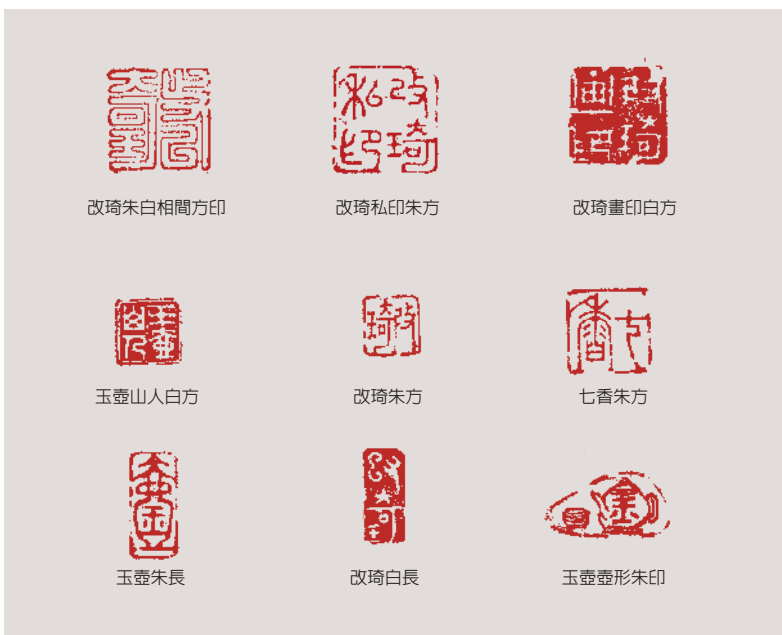 改琦朱白相間方印
改琦私印朱方
改琦畫印白方
玉壺山人白方
改琦朱方
七香朱方
玉壺朱長
改琦白長
玉壺壺形朱印